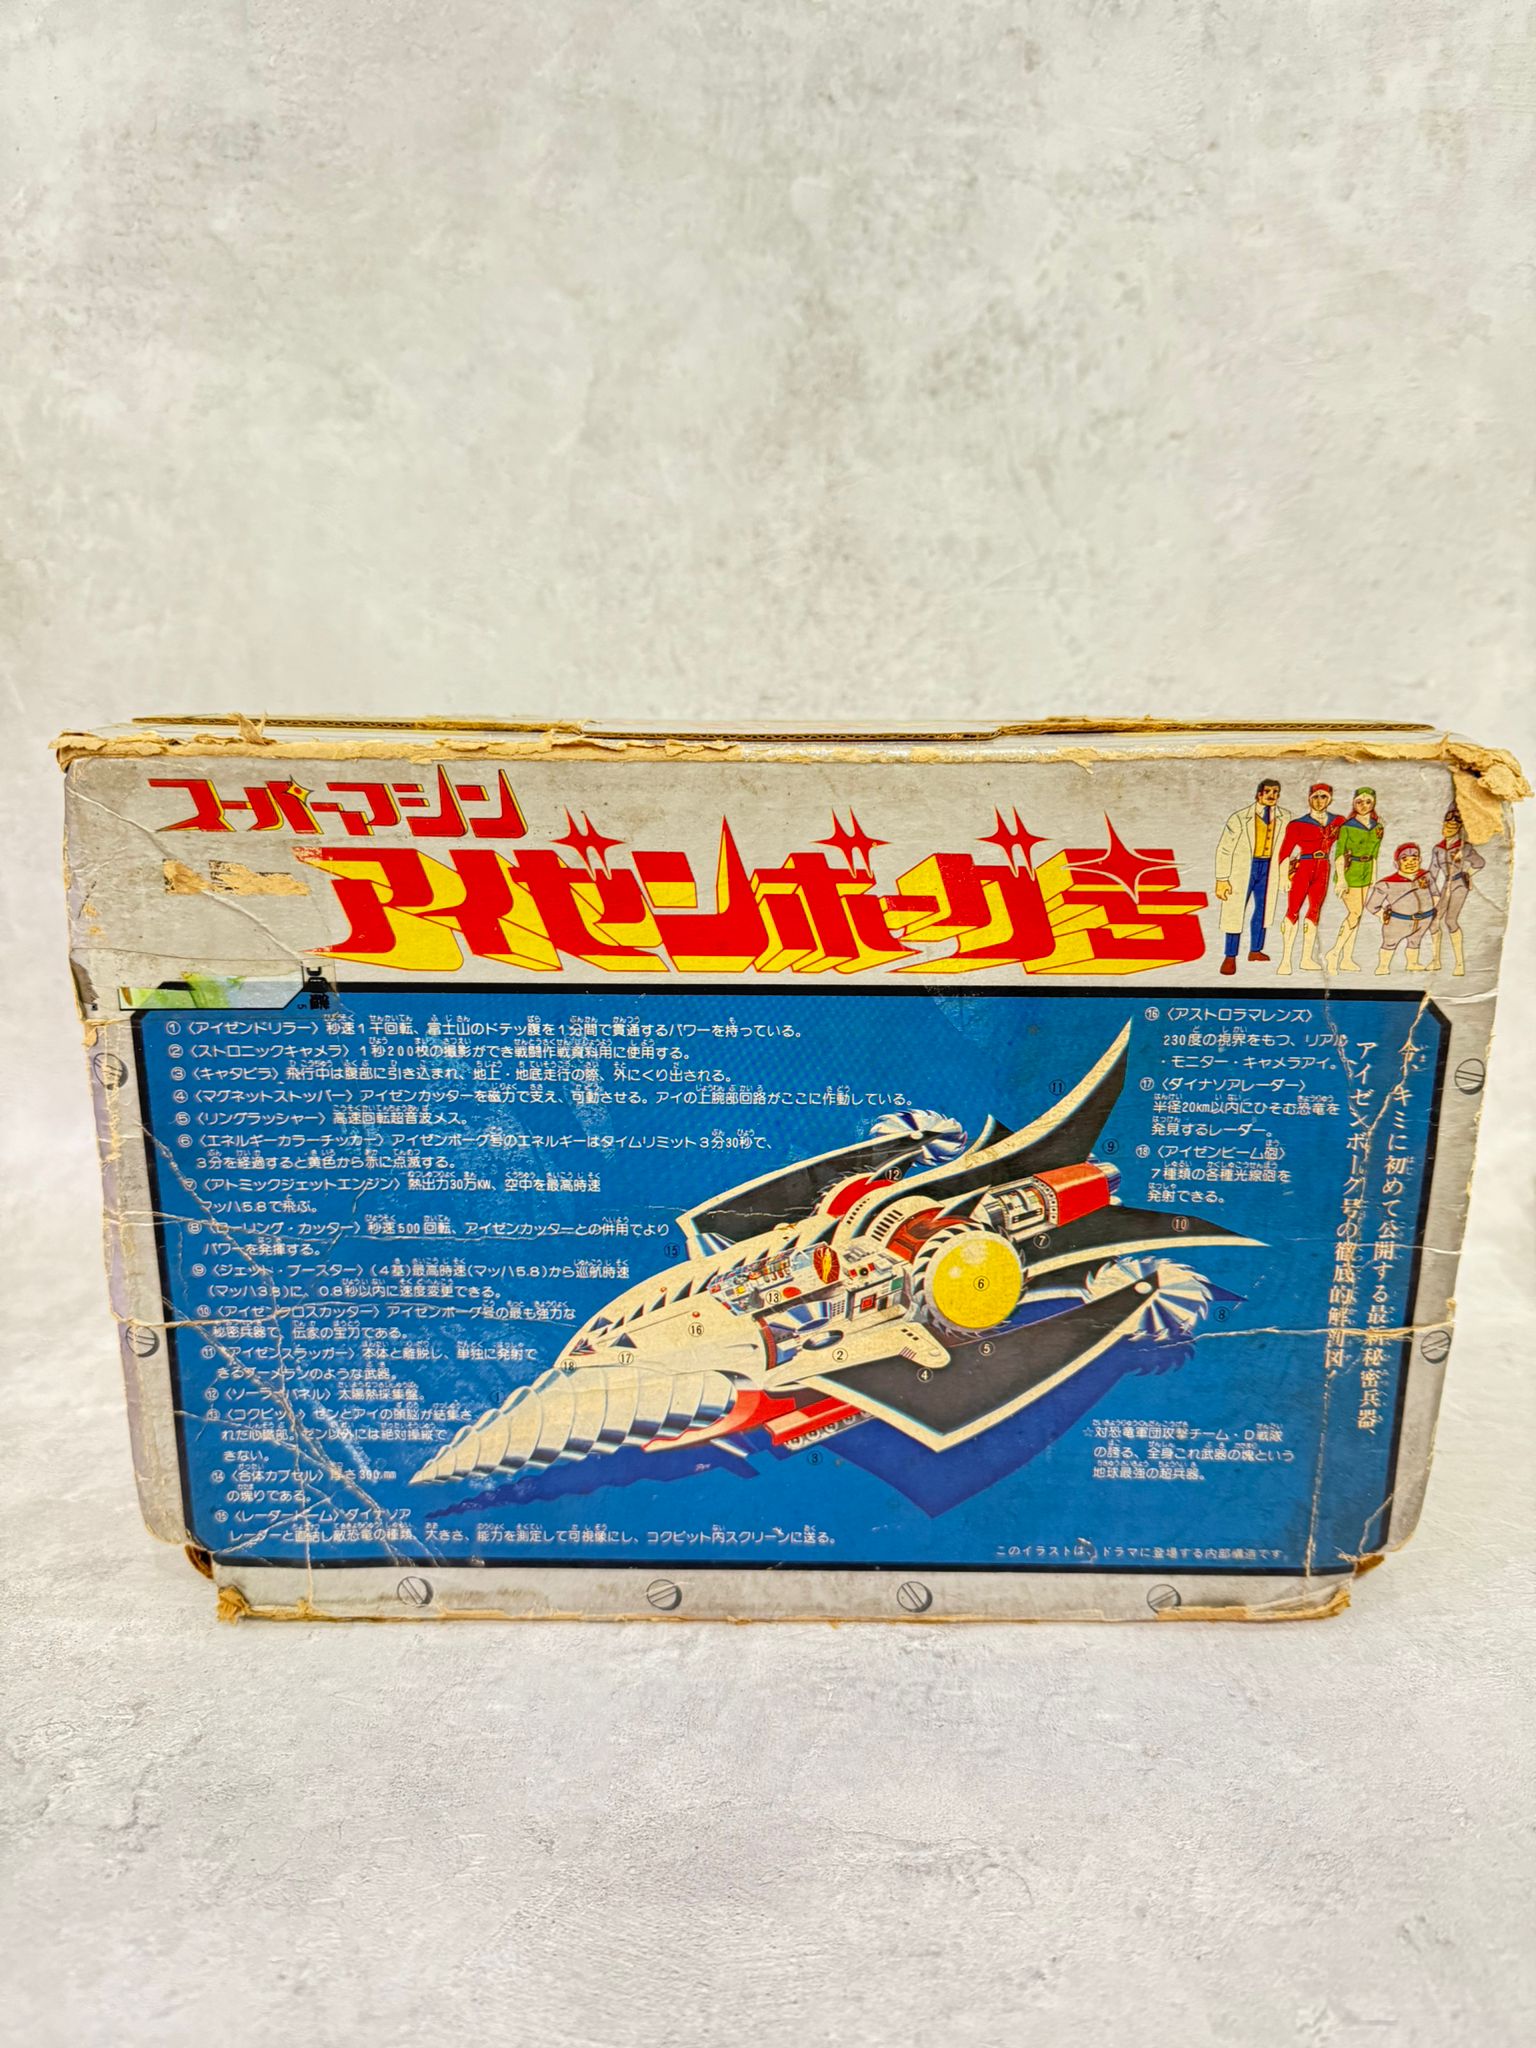 スーパーマシン
アイゼンボーグ号
①〈アイゼンドリラー〉秒速1千回転、富士山のドテッ腹を1分間で貫通するパワーを持っている。
②〈ストロニックキャメラ〉1秒200枚の撮影ができ戦闘作戦資料用に使用する。
③〈キャタピラ〉飛行中は腹部に引き込まれ、地上・地底走行の際、外にくり出される。
④〈マグネットストッパー〉アイゼンカッターを磁力で支え、可動させる。アイの上腕部回路がここに作動している。
⑤〈リングラッシャー〉高速回転超音波メス。
⑥〈エネルギーカラーチッカー〉アイゼンボーグ号のエネルギーはタイムリミット3分30秒で、
3分を経過すると黄色から赤に点滅する。
⑦〈アトミックジェットエンジン〉熱出力30万KW、空中を最高時速
マッハ5.8で飛ぶ。
⑧〈ローリング・カッター〉秒速500回転、アイゼンカッターとの併用でより
パワーを発揮する。
⑨〈ジェット・ブースター〉(4基)最高時速(マッハ5.8)から巡航時速
(マッハ3.8)に、0.8秒以内に速度変更できる。
⑩〈アイゼンクロスカッター〉アイゼンボーグ号の最も強力な
秘密兵器で、伝家の宝刀である。
⑪〈アイゼンスラッガー〉本体と離脱し、単独に発射で
きるブーメランのような武器。
⑫〈ソーラーパネル〉太陽熱採集盤。
⑬〈コクピット〉ゼンとアイの頭脳が結集さ
れた心臓部。ゼン以外には絶対操縦で
きない。
⑭〈合体カプセル〉厚さ300mm
の塊りである。
⑮〈レーダードーム〉ダイナソア
レーダーと直結し敵恐竜の種類、大きさ、能力を測定して可視像にし、コクピット内スクリーンに送る。
⑯〈アストロラマレンズ〉
230度の視界をもつ、リアル
・モニター・キャメラアイ。
⑰〈ダイナソアレーダー〉
半径20km以内にひそむ恐竜を
発見するレーダー。
⑱〈アイゼンビーム砲〉
7種類の各種光線砲を
発射できる。
今、キミに初めて公開する最新秘密兵器、
アイゼンボーグ号の徹底的解剖図！
☆対恐竜軍団攻撃チーム・D戦隊
の誇る、全身これ武器の塊という
地球最強の超兵器。
このイラストは、ドラマに登場する内部構造です。